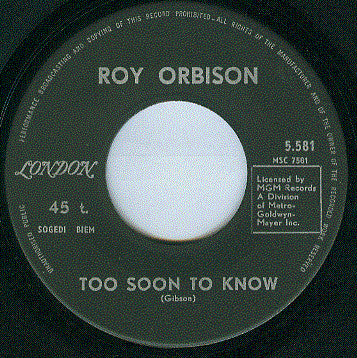 PERFORMANCE BROADCASTING AND COPYING OF THIS RECORD PROHIBITED. ALL RIGHTS OF THE MANUFACTURER AND OF THE OWNER OF THE RECORDED WORK RESERVED
UNAUTHORISED PUBLIC
ROY ORBISON
5.581
MSC 7501
LONDON
45 t.
SOGEDI BIEM
Licensed by
MGM Records
A Division
of Metro-
Goldwyn-
Mayer Inc.
TOO SOON TO KNOW
(Gibson)